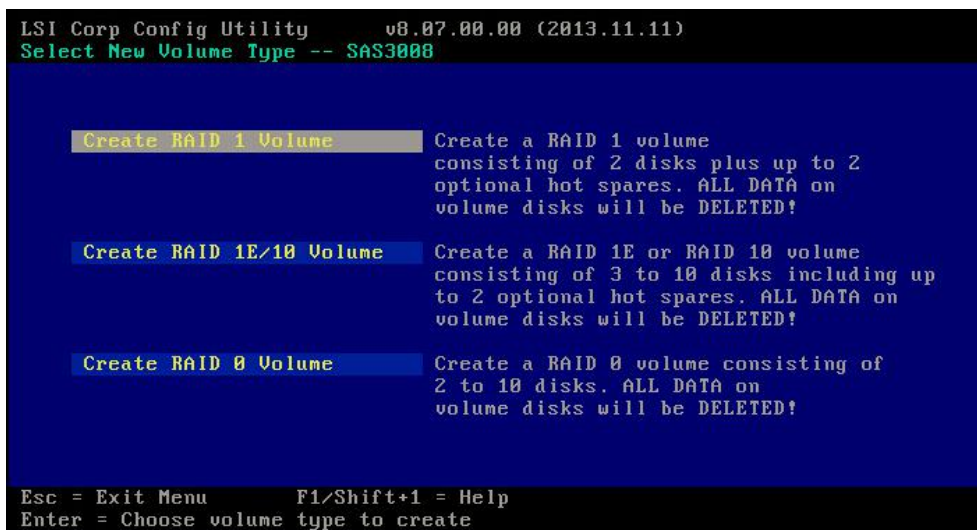 LSI Corp Config Utility v8.07.00.00 (2013.11.11)
Select New Volume Type -- SAS3008
Create RAID 1 Volume
Create a RAID 1 volume
consisting of 2 disks plus up to 2
optional hot spares. ALL DATA on
volume disks will be DELETED!
Create RAID 1E/10 Volume
Create a RAID 1E or RAID 10 volume
consisting of 3 to 10 disks including up
to 2 optional hot spares. ALL DATA on
volume disks will be DELETED!
Create RAID 0 Volume
Create a RAID 0 volume consisting of
2 to 10 disks. ALL DATA on
volume disks will be DELETED!
Esc = Exit Menu F1/Shift+1 = Help
Enter = Choose volume type to create